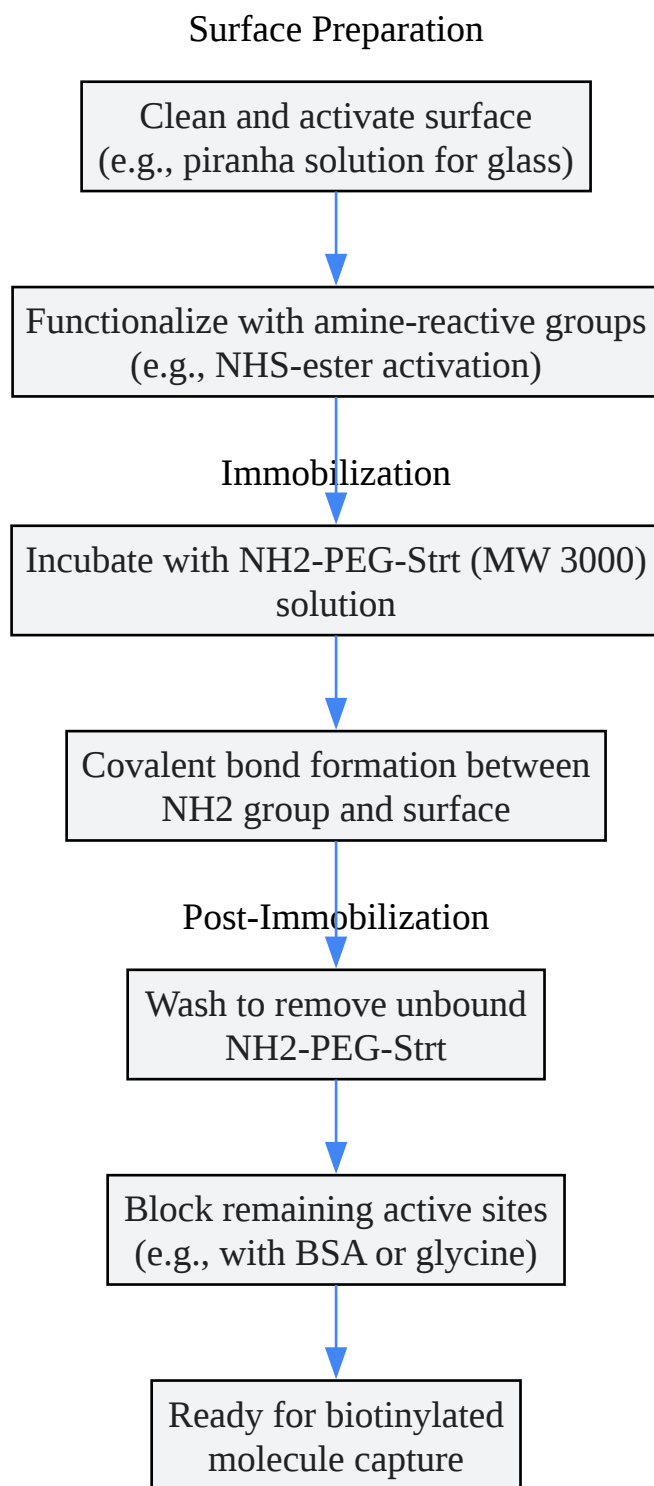 Surface Preparation
Clean and activate surface
(e.g., piranha solution for glass)
Functionalize with amine-reactive groups
(e.g., NHS-ester activation)
Immobilization
Incubate with NH2-PEG-Strt (MW 3000)
solution
Covalent bond formation between
NH2 group and surface
Post-Immobilization
Wash to remove unbound
NH2-PEG-Strt
Block remaining active sites
(e.g., with BSA or glycine)
Ready for biotinylated
molecule capture